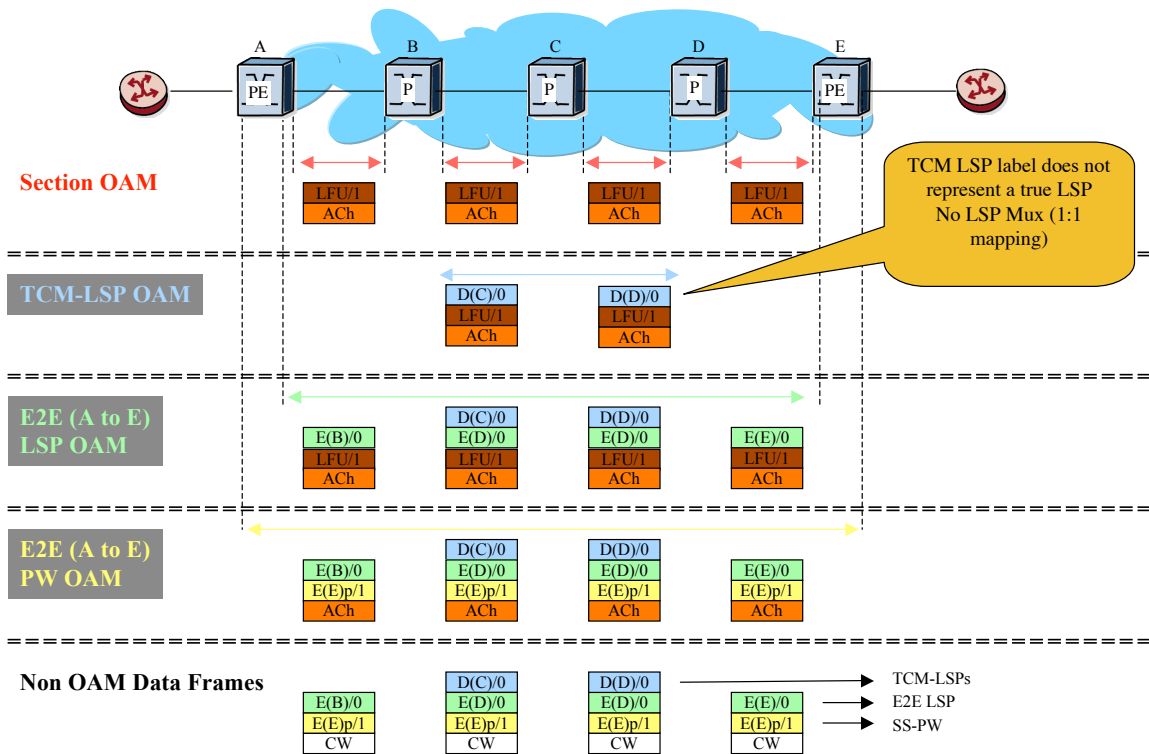 A B C D E
PE P P P PE
TCM LSP label does not
represent a true LSP
No LSP Mux (1:1
mapping)
Section OAM
LFU/1 LFU/1 LFU/1 LFU/1
ACh ACh ACh ACh
TCM-LSP OAM
D(C)/0 D(D)/0
LFU/1 LFU/1
ACh ACh
E2E (A to E)
LSP OAM
D(C)/0 D(D)/0
E(B)/0 E(D)/0 E(D)/0 E(E)/0
LFU/1 LFU/1 LFU/1 LFU/1
ACh ACh ACh ACh
E2E (A to E)
PW OAM
D(C)/0 D(D)/0
E(B)/0 E(D)/0 E(D)/0 E(E)/0
E(E)p/1 E(E)p/1 E(E)p/1 E(E)p/1
ACh ACh ACh ACh
Non OAM Data Frames
D(C)/0 D(D)/0 TCM-LSPs
E(B)/0 E(D)/0 E(D)/0 E(E)/0 E2E LSP
E(E)p/1 E(E)p/1 E(E)p/1 E(E)p/1 SS-PW
CW CW CW CW